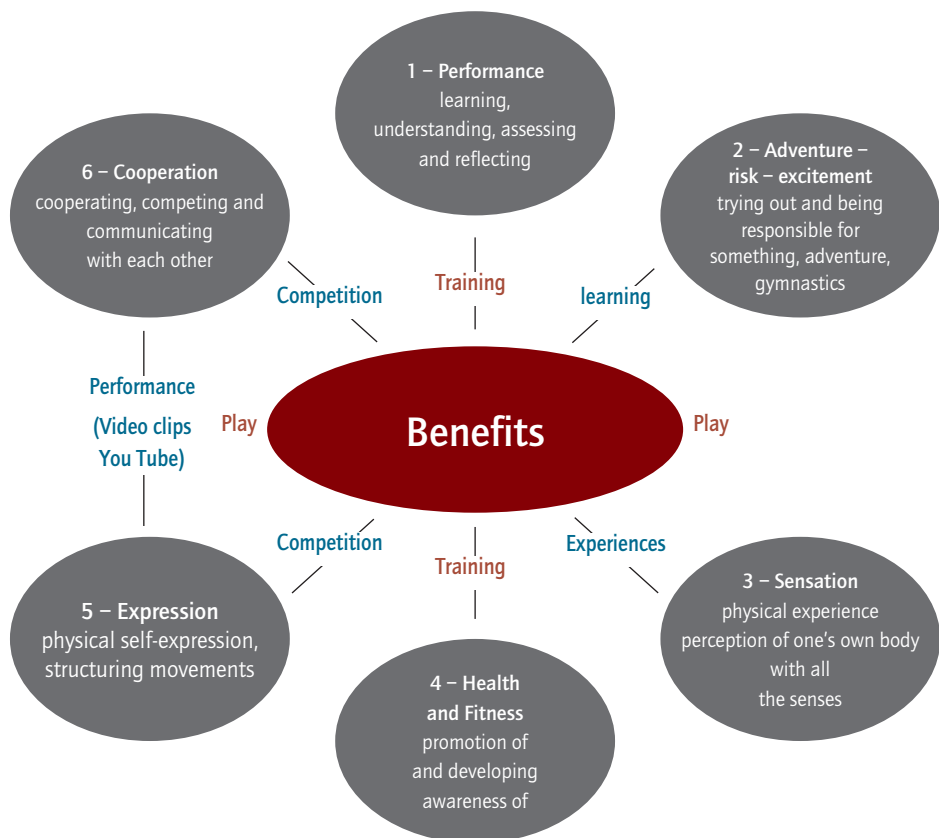 1 – Performance
learning,
understanding, assessing
and reflecting
6 – Cooperation
cooperating, competing and
communicating
with each other
2 – Adventure –
risk – excitement
trying out and being
responsible for
something, adventure,
gymnastics
Competition
Training
learning
Performance
(Video clips
You Tube)
Play
Benefits
Play
Competition
Training
Experiences
5 – Expression
physical self-expression,
structuring movements
4 – Health
and Fitness
promotion of
and developing
awareness of
3 – Sensation
physical experience
perception of one's own body
with all
the senses